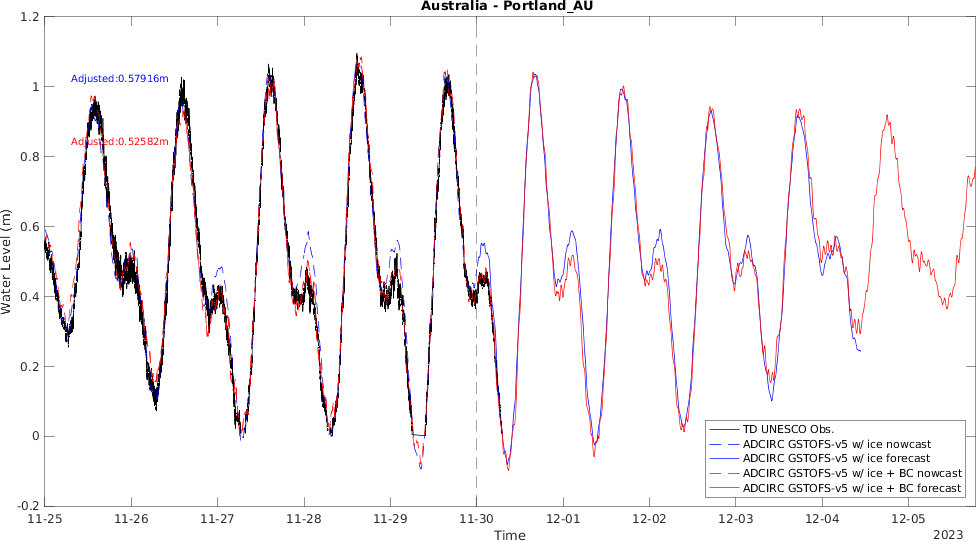 Australia - Portland_AU
1.2
1
0.8
0.6
0.4
0.2
0
-0.2
Water Level (m)
Adjusted:0.57916m
Adjusted:0.52582m
TD UNESCO Obs.
ADCIRC GSTOFS-v5 w/ ice nowcast
ADCIRC GSTOFS-v5 w/ ice forecast
ADCIRC GSTOFS-v5 w/ ice + BC nowcast
ADCIRC GSTOFS-v5 w/ ice + BC forecast
11-25 11-26 11-27 11-28 11-29 11-30 12-01 12-02 12-03 12-04 12-05
Time
2023